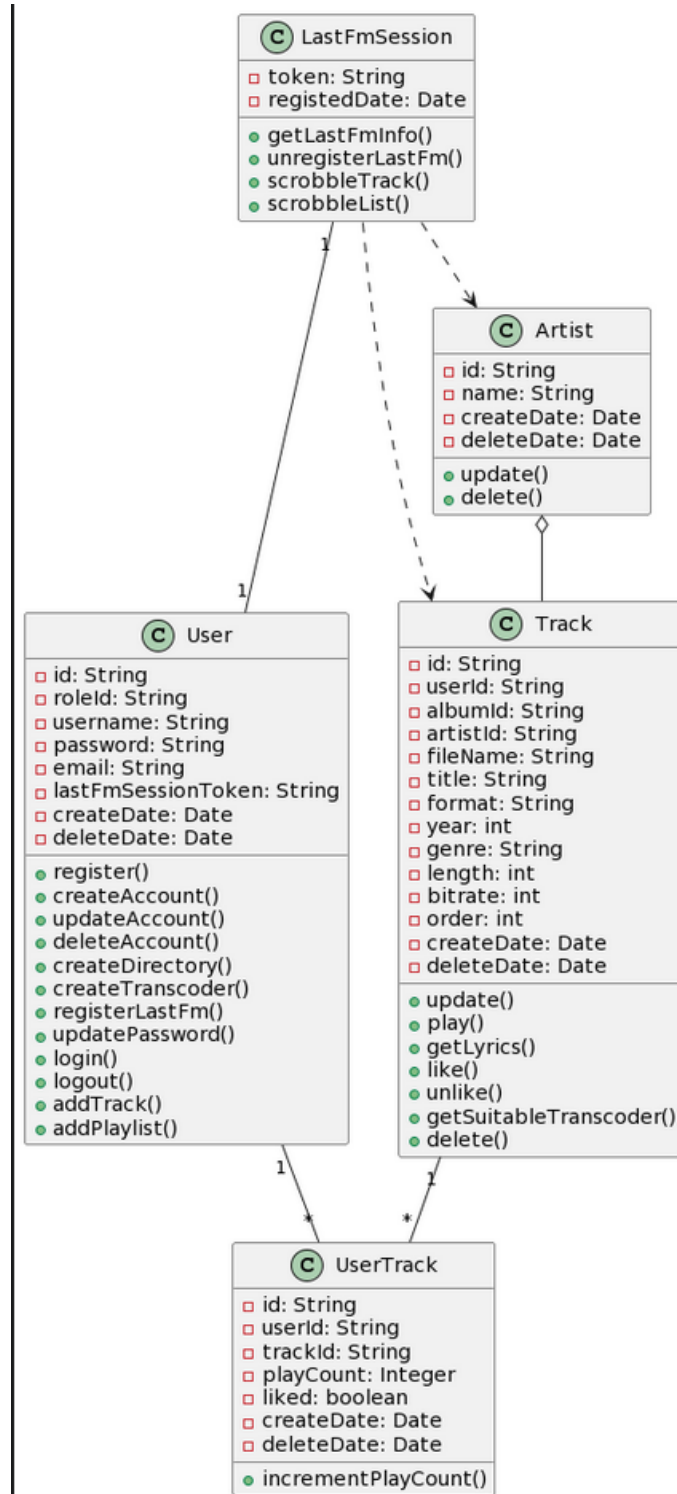 C LastFmSession
token: String
registedDate: Date
getLastFmInfo()
unregisterLastFm()
scrobbleTrack()
scrobbleList()
1
C Artist
id: String
name: String
createDate: Date
deleteDate: Date
update()
delete()
1
C User
id: String
roleId: String
username: String
password: String
email: String
lastFmSessionToken: String
createDate: Date
deleteDate: Date
register()
createAccount()
updateAccount()
deleteAccount()
createDirectory()
createTranscoder()
registerLastFm()
updatePassword()
login()
logout()
addTrack()
addPlaylist()
C Track
id: String
userId: String
albumId: String
artistId: String
fileName: String
title: String
format: String
year: int
genre: String
length: int
bitrate: int
order: int
createDate: Date
deleteDate: Date
update()
play()
getLyrics()
like()
unlike()
getSuitableTranscoder()
delete()
1
1
*
*
C UserTrack
id: String
userId: String
trackId: String
playCount: Integer
liked: boolean
createDate: Date
deleteDate: Date
incrementPlayCount()